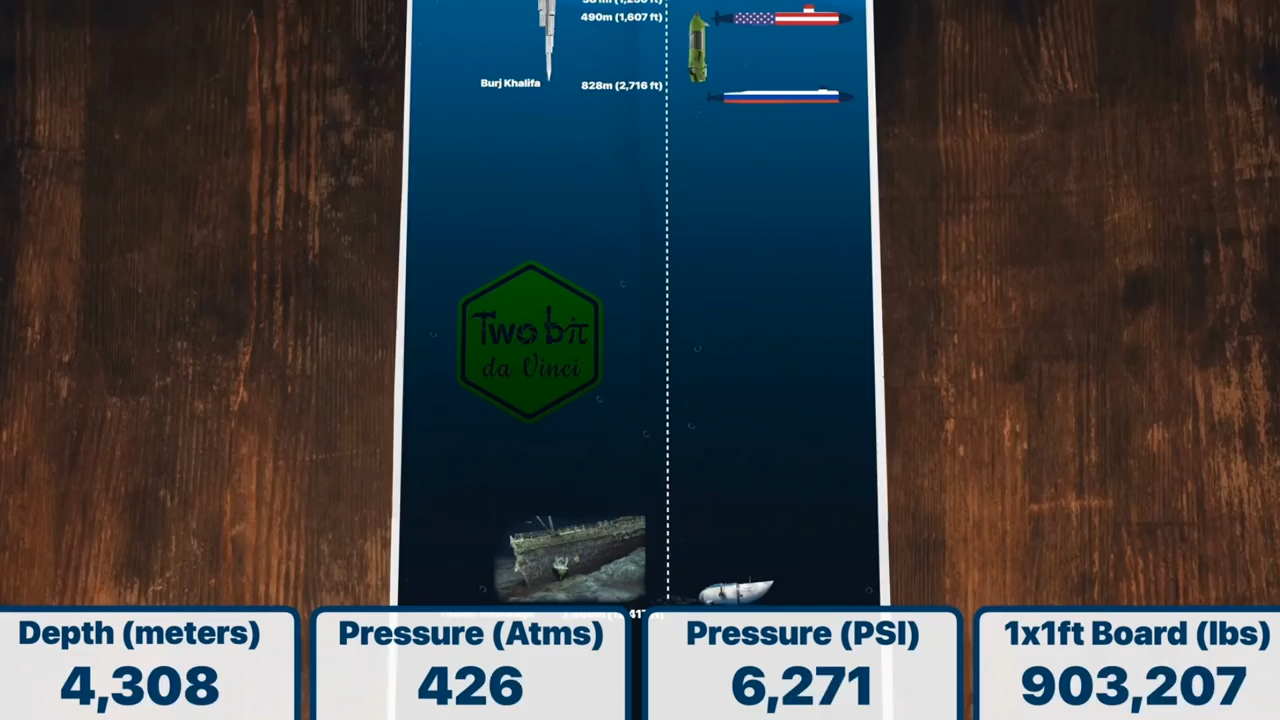 490m (1,607 ft)
Burj Khalifa
828m (2,716 ft)
Two bπ
da Vinci
Depth (meters)
4,308
Pressure (Atms)
426
Pressure (PSI)
6,271
1x1ft Board (lbs)
903,207